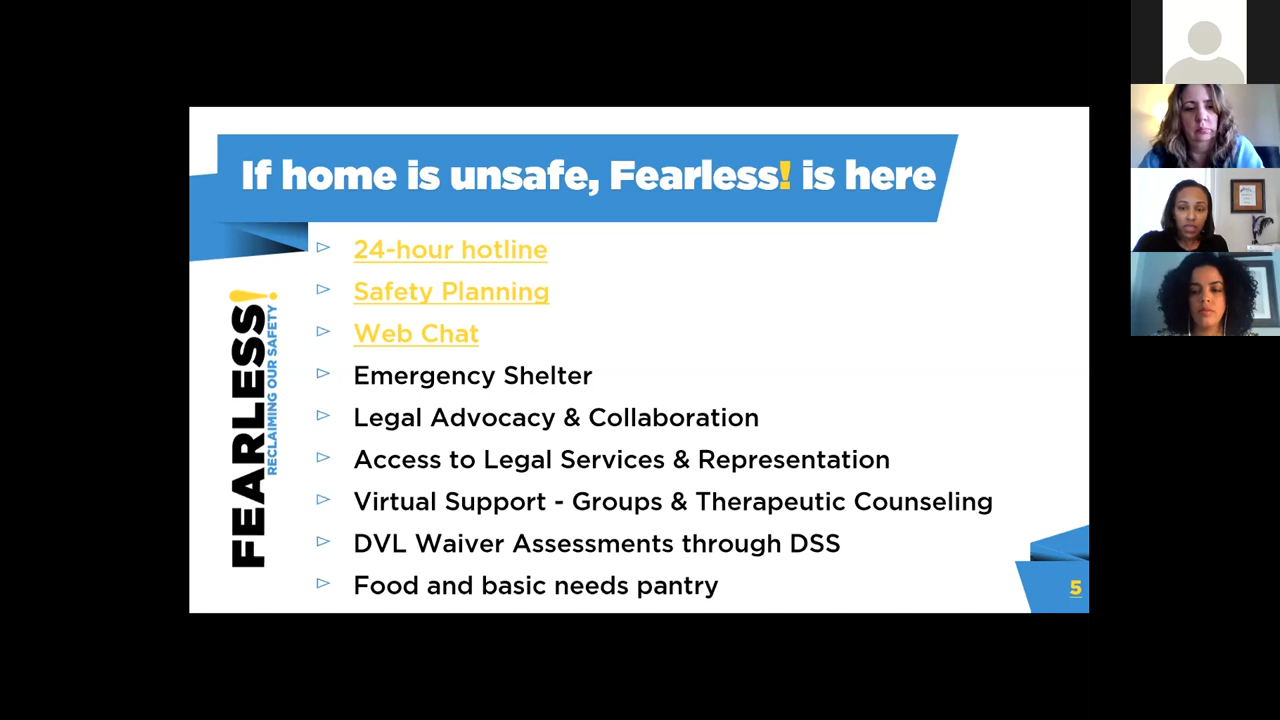 If home is unsafe, Fearless! is here
24-hour hotline
Safety Planning
Web Chat
Emergency Shelter
Legal Advocacy & Collaboration
Access to Legal Services & Representation
Virtual Support - Groups & Therapeutic Counseling
DVL Waiver Assessments through DSS
Food and basic needs pantry
FEARLESS!
RECLAIMING OUR SAFETY
5